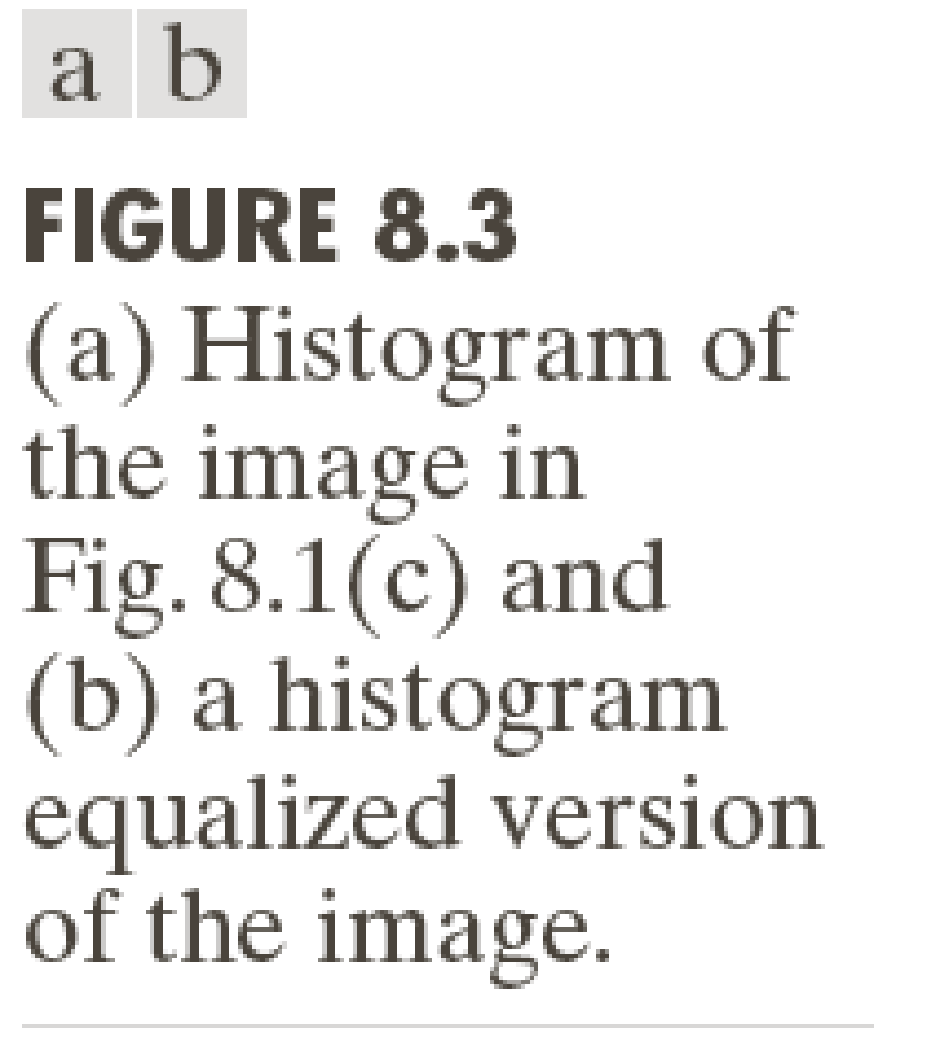 a b
FIGURE 8.3
(a) Histogram of
the image in
Fig. 8.1(c) and
(b) a histogram
equalized version
of the image.